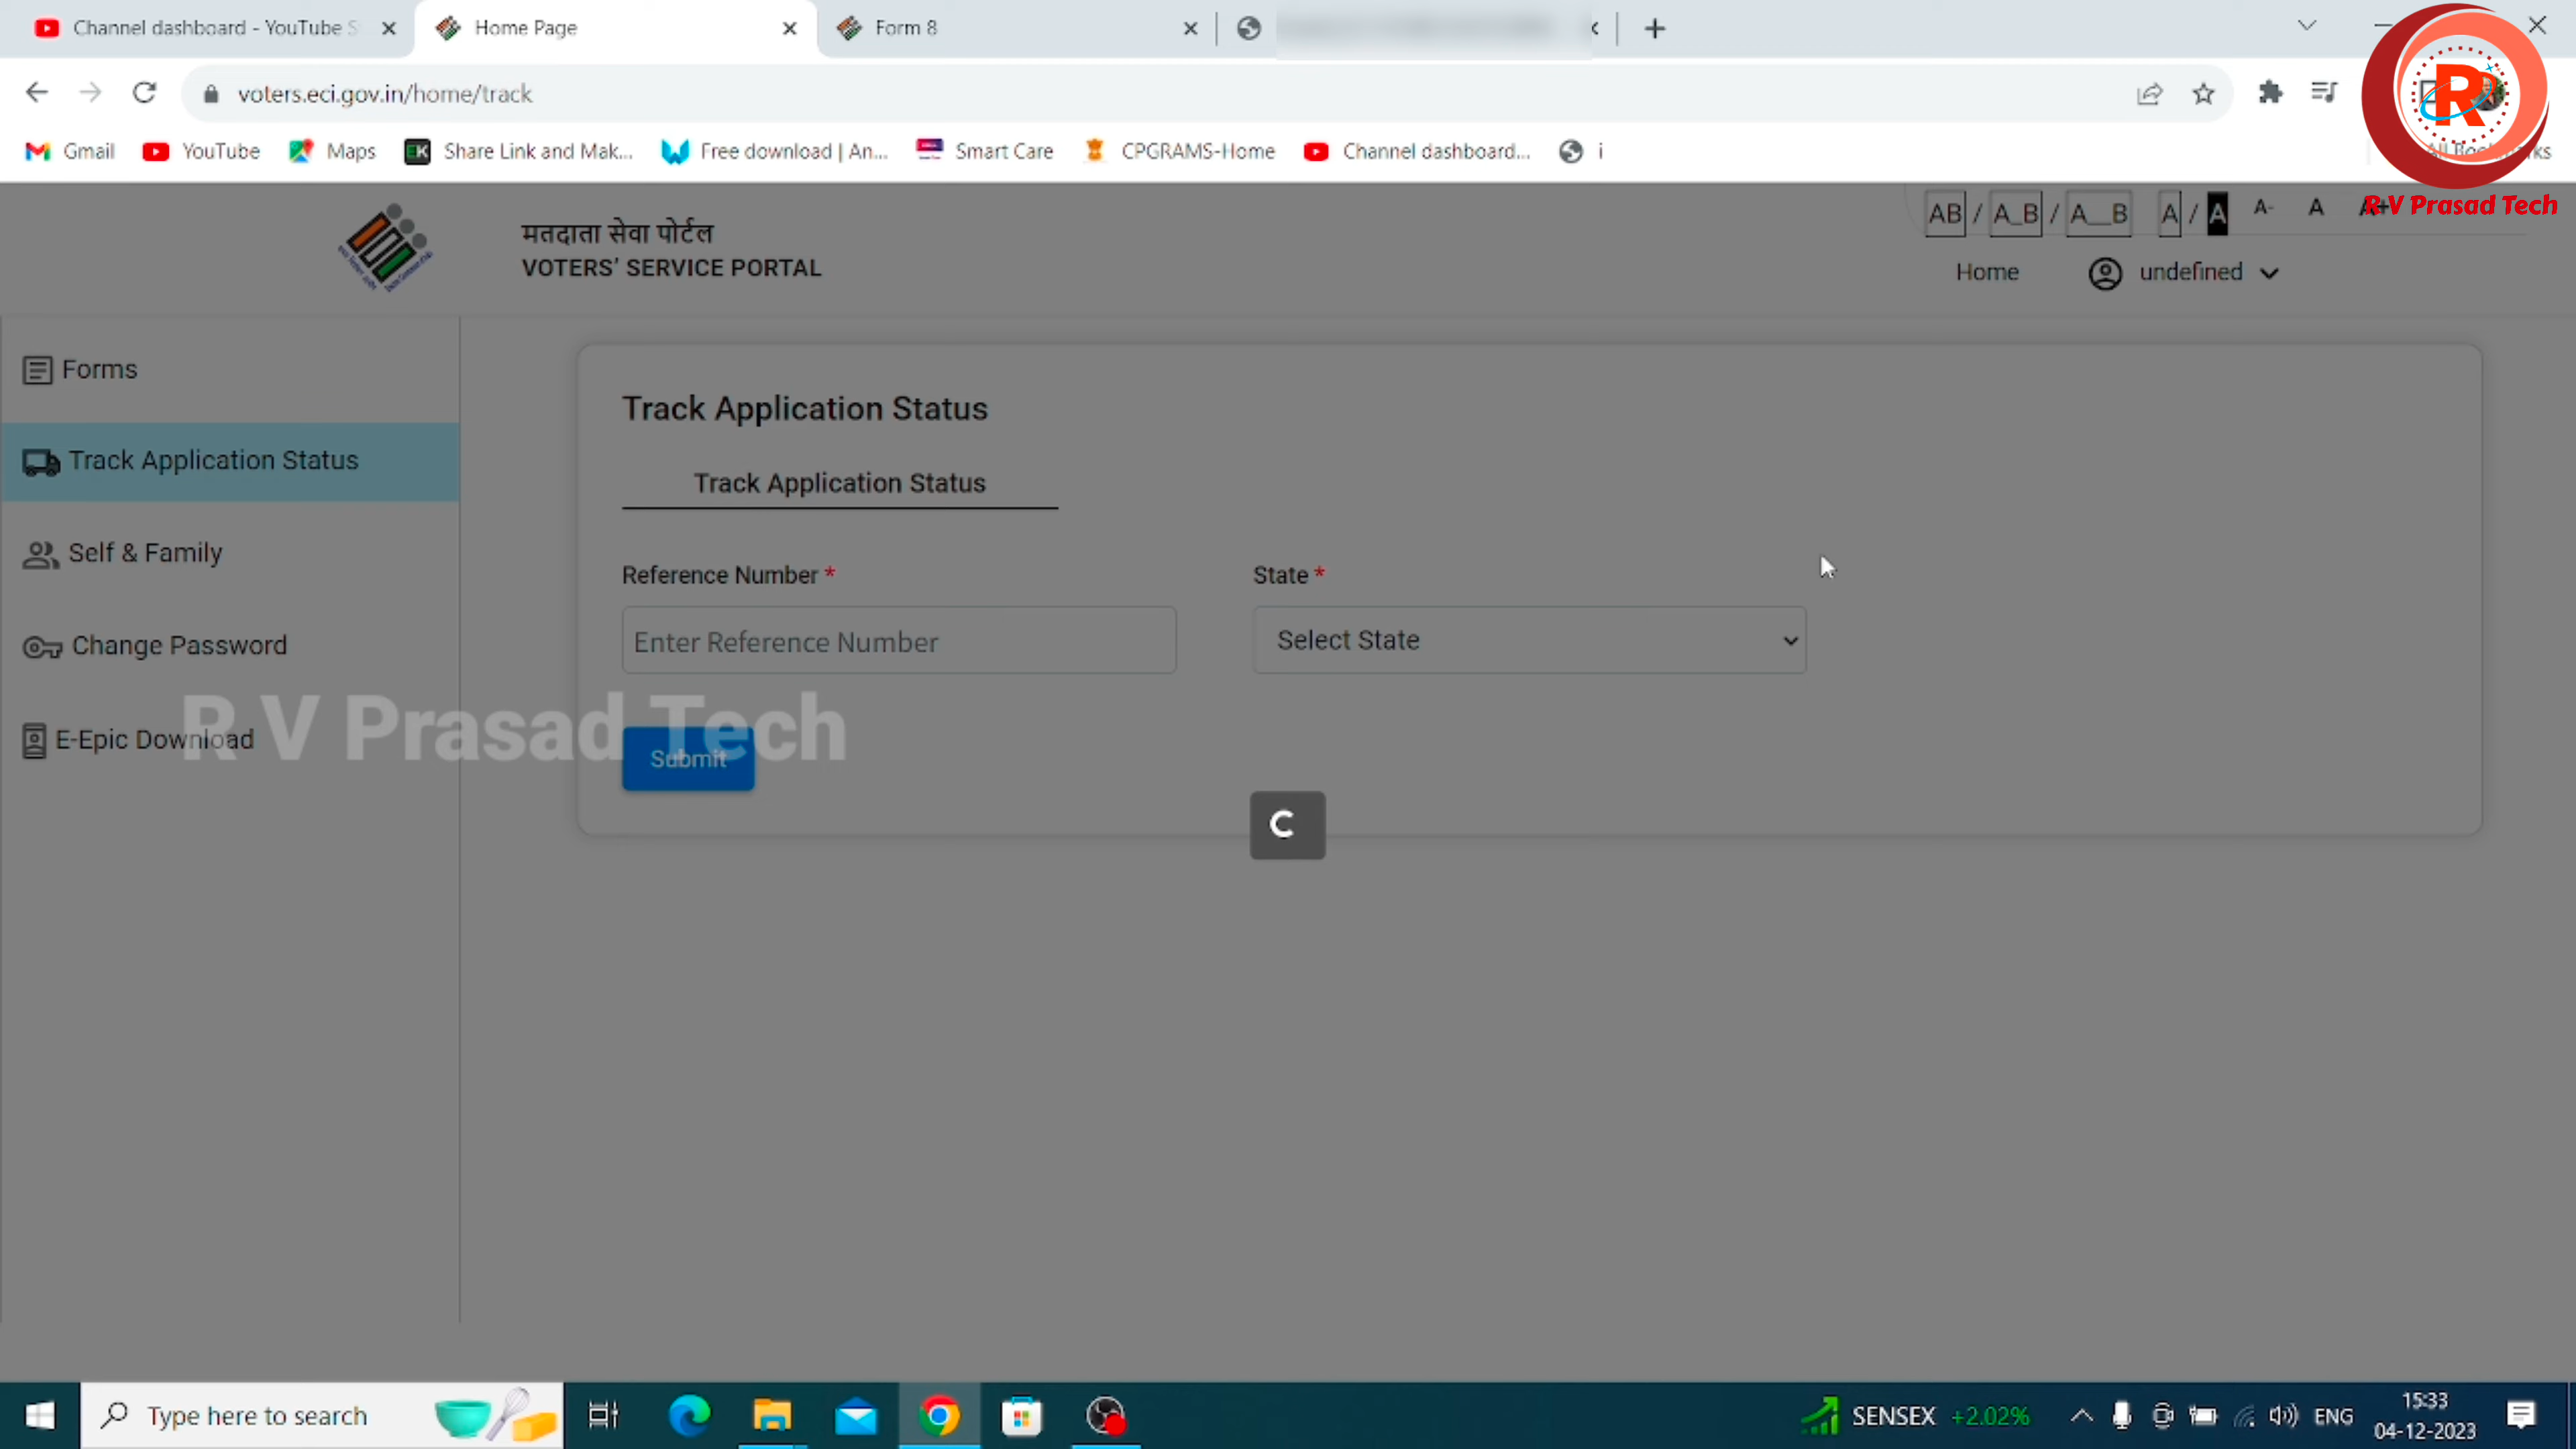 Channel dashboard - YouTube S
Home Page
Form 8
voters.eci.gov.in/home/track
Gmail
YouTube
Maps
Share Link and Mak...
Free download | An...
Smart Care
CPGRAMS-Home
Channel dashboard...
i
All Bookmarks
R
R V Prasad Tech
मतदाता सेवा पोर्टल
VOTERS' SERVICE PORTAL
AB / A_B / A__B A / A A- A A+
Home
undefined
Forms
Track Application Status
Self & Family
Change Password
E-Epic Download
Track Application Status
Track Application Status
Reference Number *
State *
Enter Reference Number
Select State
Submit
R V Prasad Tech
Type here to search
SENSEX +2.02%
ENG
15:33
04-12-2023